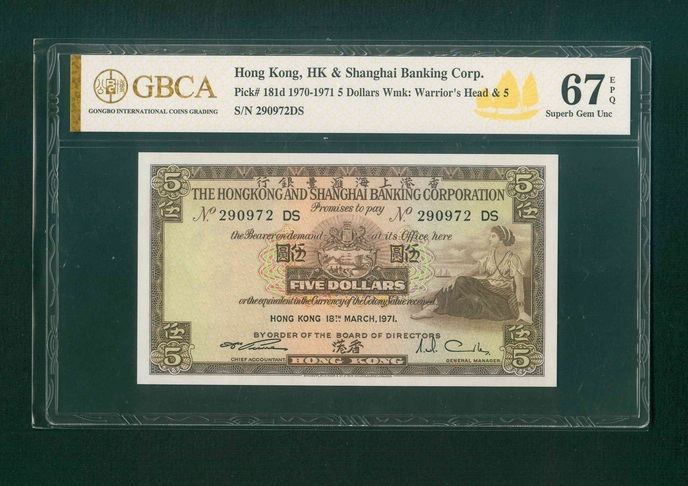 GBCA
GONGBO INTERNATIONAL COINS GRADING
Hong Kong, HK & Shanghai Banking Corp.
Pick# 181d 1970-1971 5 Dollars Wmk: Warrior's Head & 5
S/N 290972DS
67 EPQ
Superb Gem Unc
5 5
行銀豐滙海上港香
THE HONGKONG AND SHANGHAI BANKING CORPORATION
伍 伍
Promises to pay
No 290972 DS No 290972 DS
the Bearer on demand at its Office here
圓伍 圓伍
FIVE DOLLARS
or the equivalent in the Currency of the Colony Value received.
HONG KONG 18TH MARCH, 1971.
BY ORDER OF THE BOARD OF DIRECTORS
伍 港香 伍
CHIEF ACCOUNTANT. HONG KONG GENERAL MANAGER.
5 5